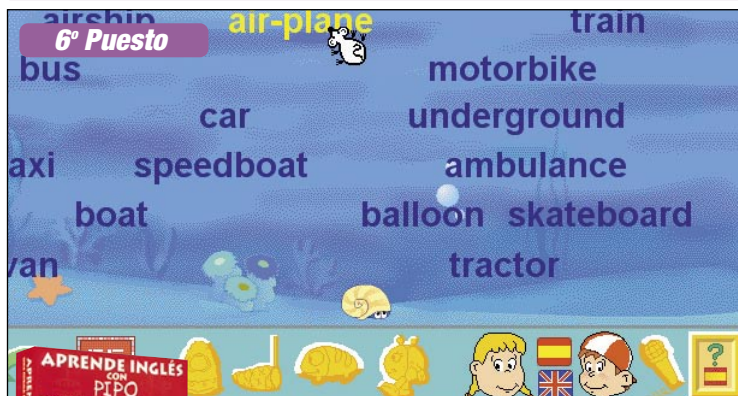 airship air-plane train
6º Puesto
bus motorbike
car underground
axi speedboat ambulance
boat balloon skateboard
van tractor
?
APRENDE INGLÉS
CON
PIPO